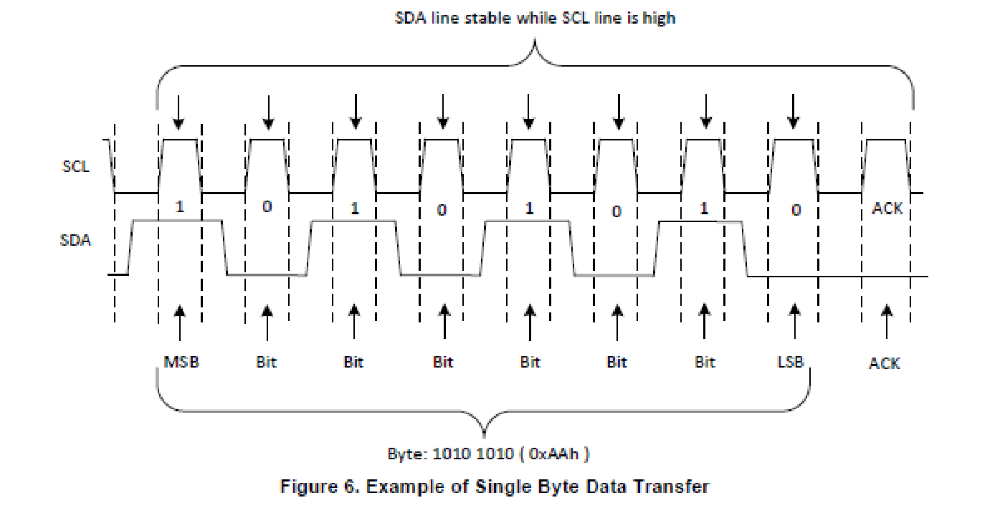 SDA line stable while SCL line is high
SCL
1 0 1 0 1 0 1 0 ACK
SDA
MSB Bit Bit Bit Bit Bit Bit LSB ACK
Byte: 1010 1010 ( 0xAAh )
Figure 6. Example of Single Byte Data Transfer